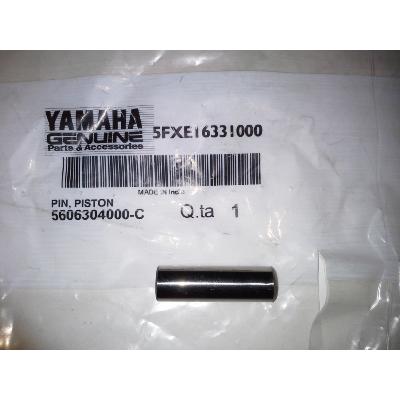 YAMAHA
GENUINE
Parts & Accessories
5FXE16331000
MADE IN India
PIN, PISTON
5606304000-C Q.ta 1